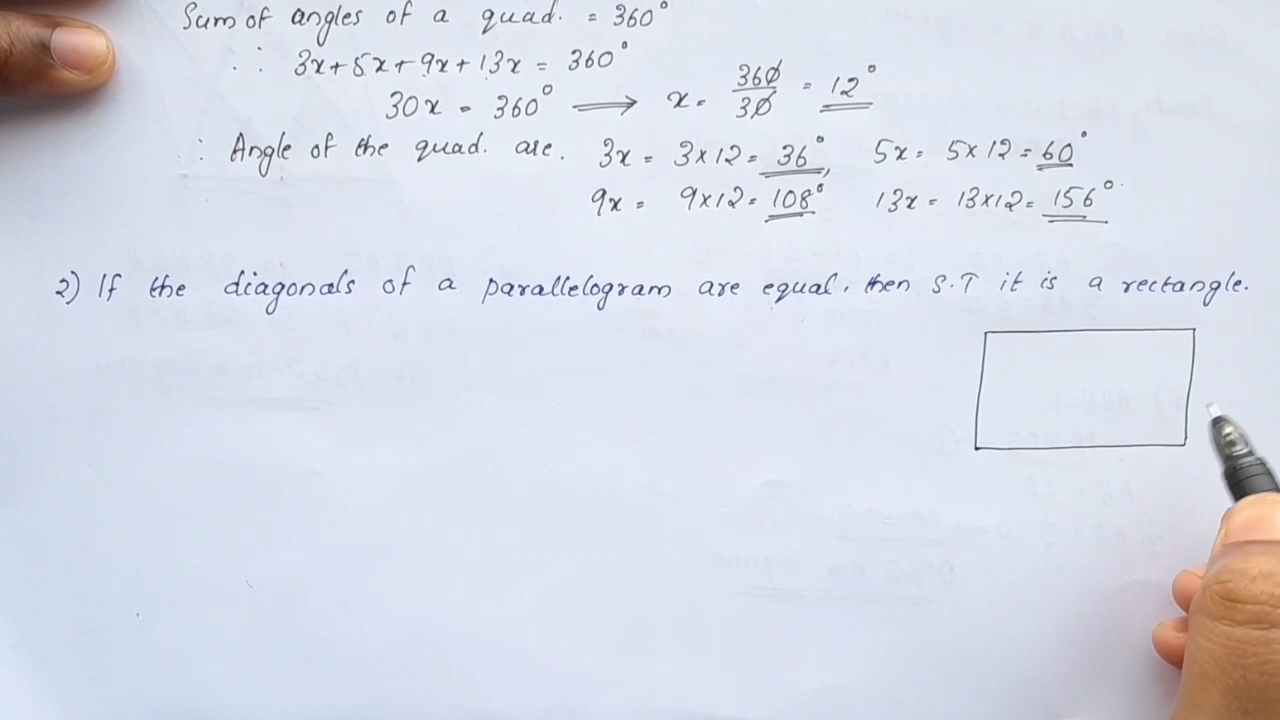 Sum of angles of a quad. = 360°
∴ 3x+5x+9x+13x = 360°
30x = 360° ⟶ x = 360/30 = 12°
∴ Angle of the quad. are. 3x = 3×12 = 36°, 5x = 5×12 = 60°
9x = 9×12 = 108° 13x = 13×12 = 156°
2) If the diagonals of a parallelogram are equal, then S.T it is a rectangle.